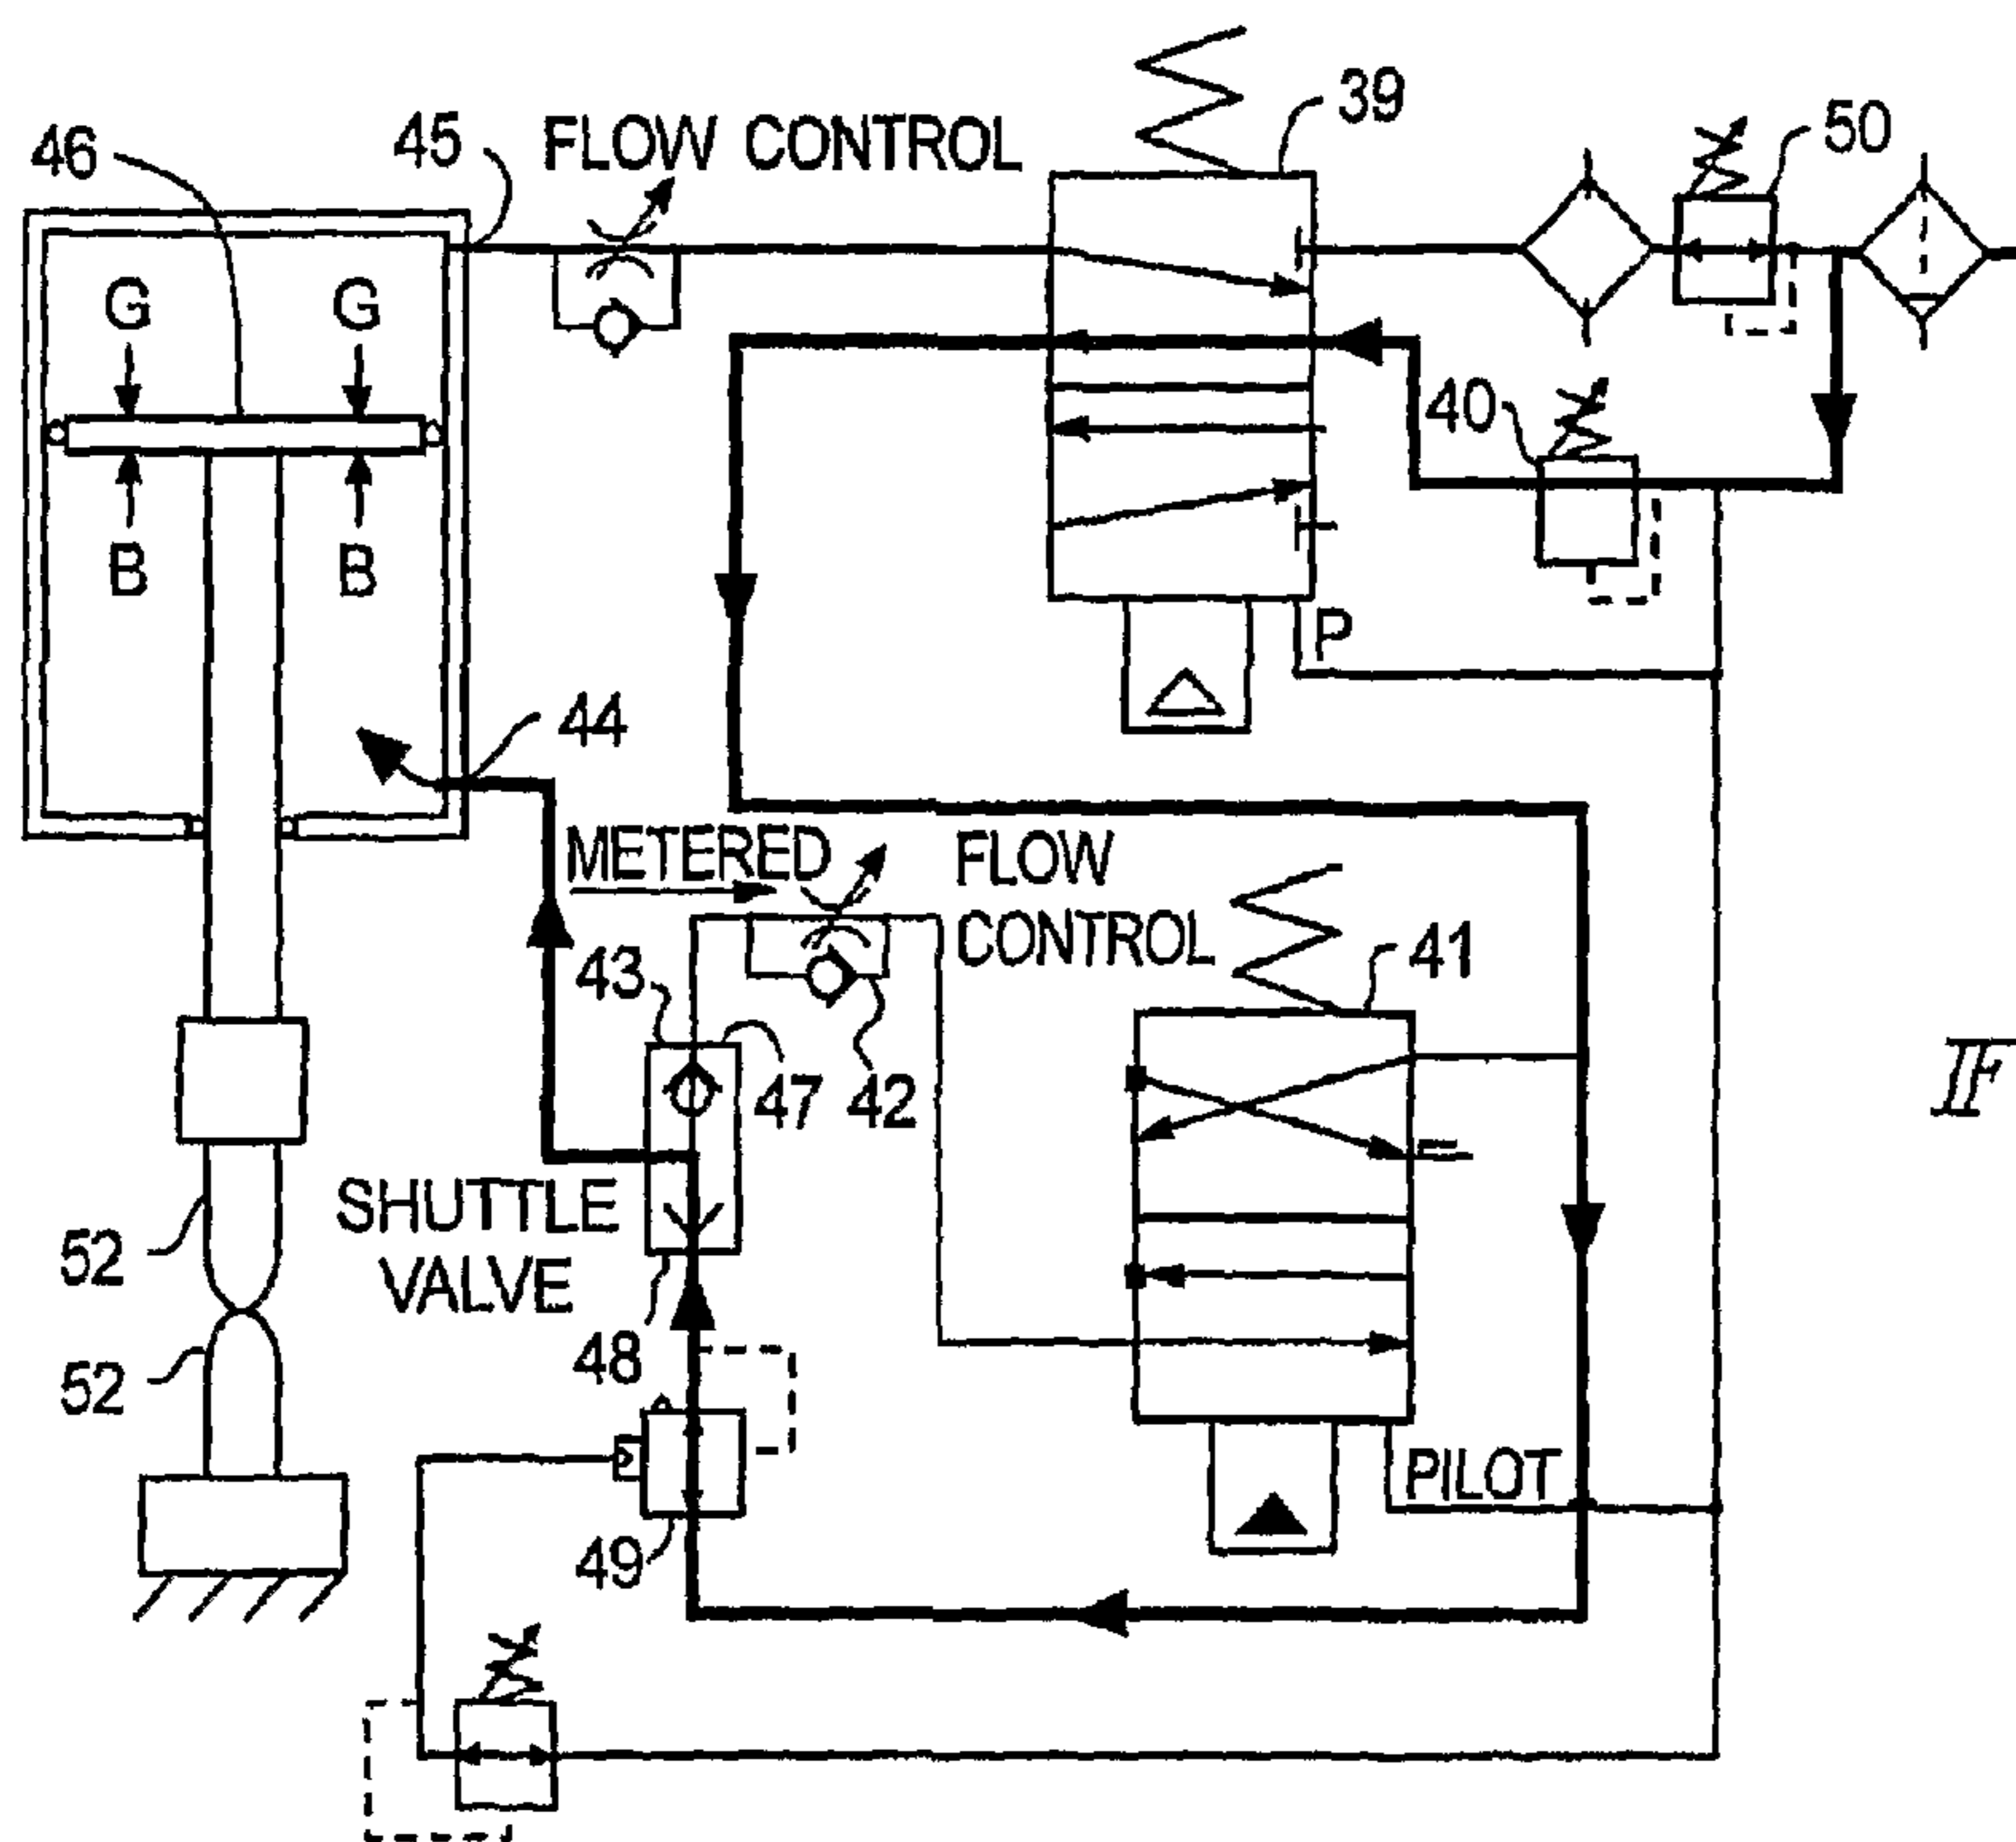 46
45
FLOW CONTROL
39
50
G
G
40
B
B
P
44
METERED
FLOW
CONTROL
43
41
47
42
SHUTTLE
VALVE
52
48
52
PILOT
49